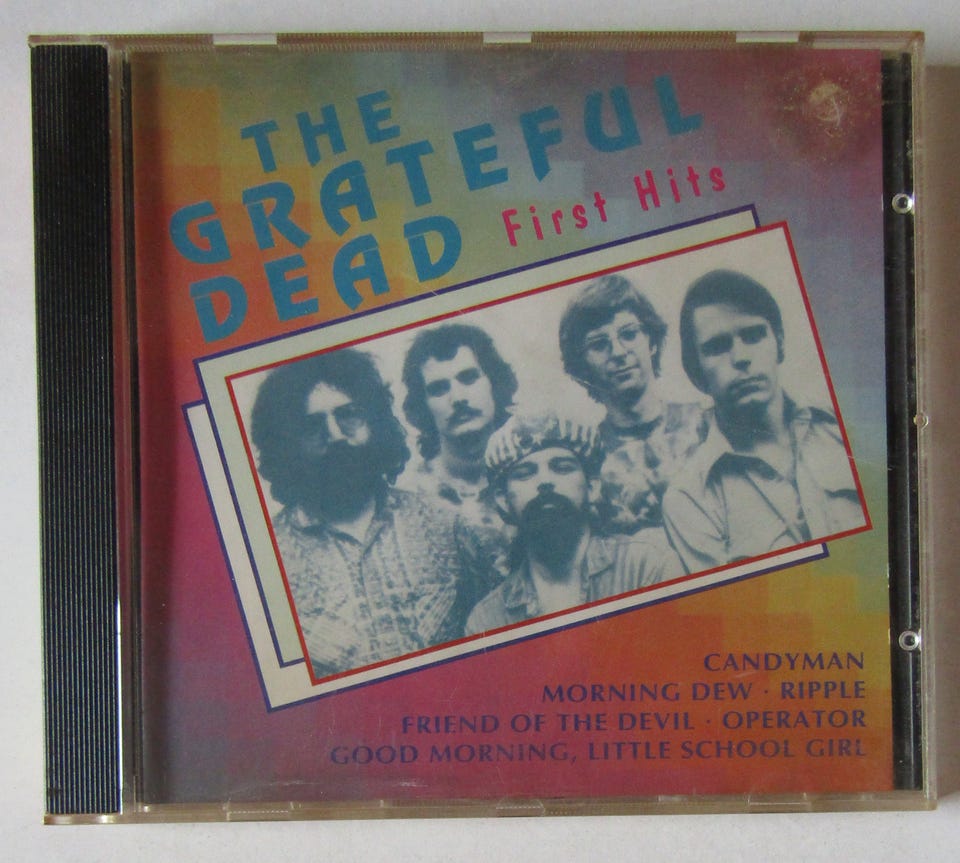 THE
GRATEFUL
DEAD
First Hits
CANDYMAN
MORNING DEW · RIPPLE
FRIEND OF THE DEVIL · OPERATOR
GOOD MORNING, LITTLE SCHOOL GIRL